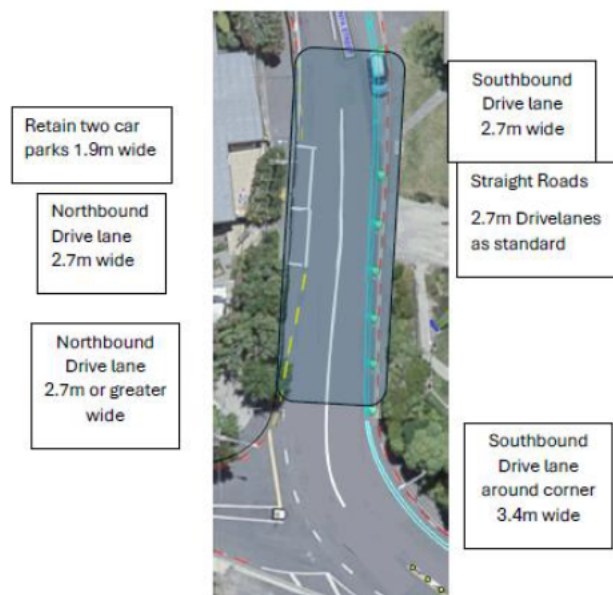 Southbound
Drive lane
2.7m wide
Retain two car
parks 1.9m wide
Straight Roads
2.7m Drivelanes
as standard
Northbound
Drive lane
2.7m wide
Northbound
Drive lane
2.7m or greater
wide
Southbound
Drive lane
around corner
3.4m wide